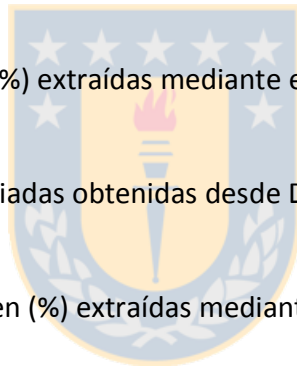 %) extraídas mediante e
iadas obtenidas desde D
en (%) extraídas mediant